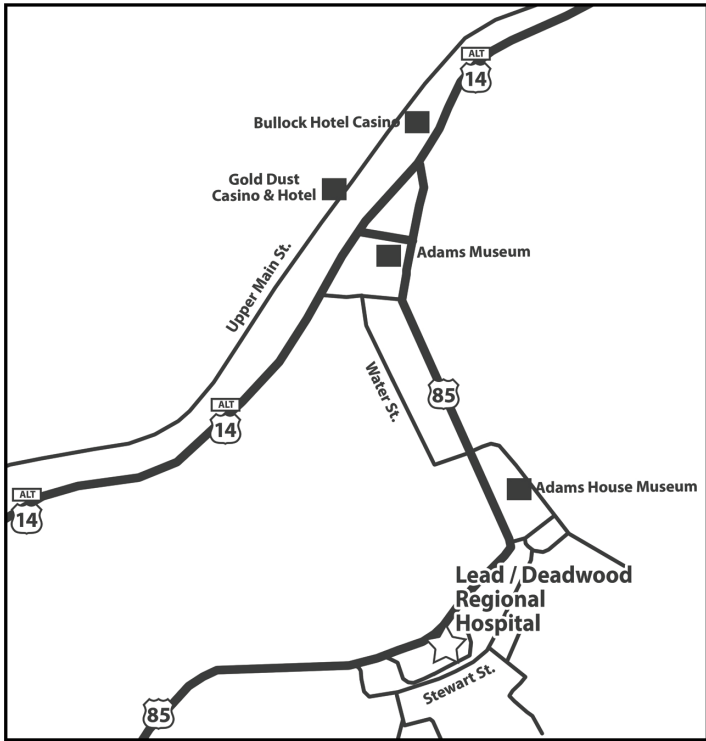 ALT
14
Bullock Hotel Casino
Gold Dust
Casino & Hotel
Adams Museum
Upper Main St.
Water St.
85
ALT
14
ALT
14
Adams House Museum
Lead / Deadwood
Regional
Hospital
Stewart St.
85